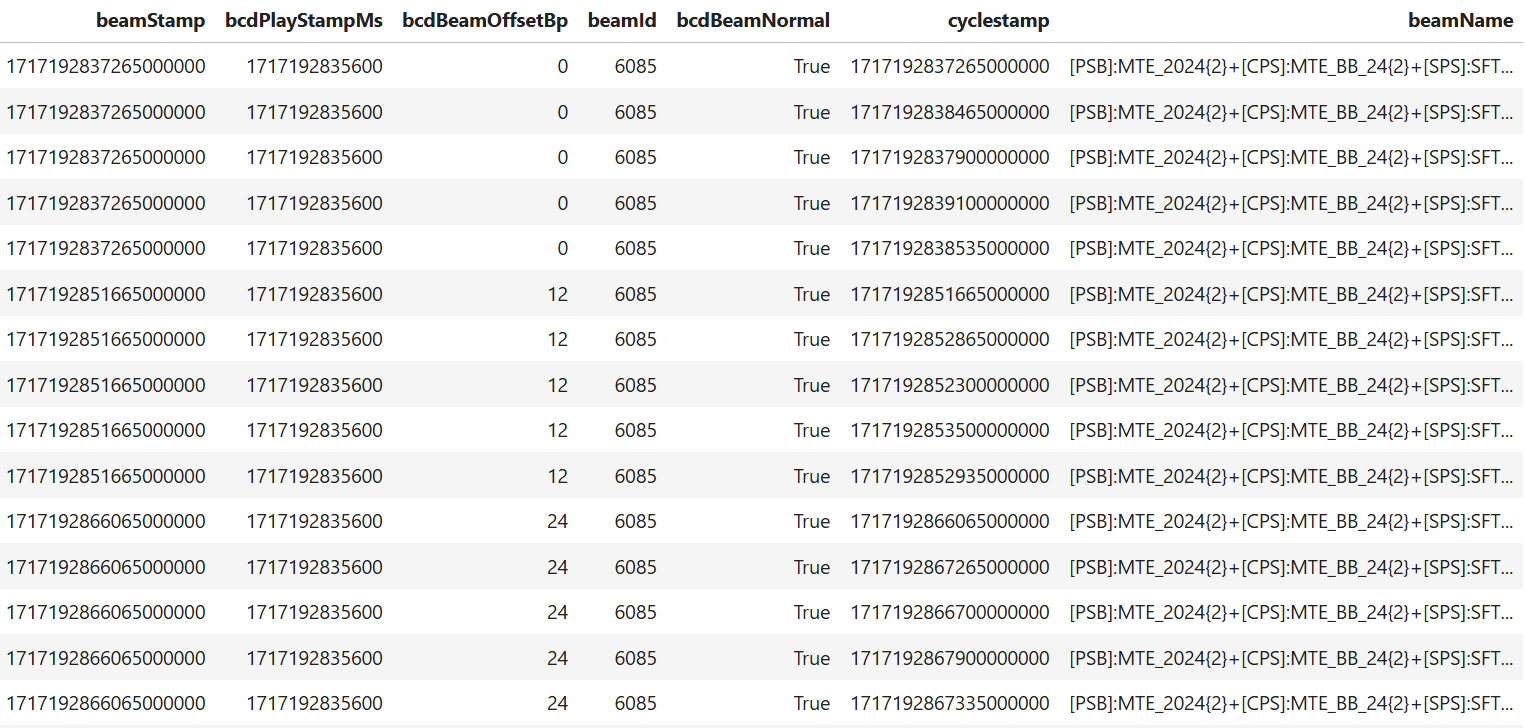 beamStamp bcdPlayStampMs bcdBeamOffsetBp beamId bcdBeamNormal cyclestamp beamName
1717192837265000000 1717192835600 0 6085 True 1717192837265000000 [PSB]:MTE_2024{2}+[CPS]:MTE_BB_24{2}+[SPS]:SFT...
1717192837265000000 1717192835600 0 6085 True 1717192838465000000 [PSB]:MTE_2024{2}+[CPS]:MTE_BB_24{2}+[SPS]:SFT...
1717192837265000000 1717192835600 0 6085 True 1717192837900000000 [PSB]:MTE_2024{2}+[CPS]:MTE_BB_24{2}+[SPS]:SFT...
1717192837265000000 1717192835600 0 6085 True 1717192839100000000 [PSB]:MTE_2024{2}+[CPS]:MTE_BB_24{2}+[SPS]:SFT...
1717192837265000000 1717192835600 0 6085 True 1717192838535000000 [PSB]:MTE_2024{2}+[CPS]:MTE_BB_24{2}+[SPS]:SFT...
1717192851665000000 1717192835600 12 6085 True 1717192851665000000 [PSB]:MTE_2024{2}+[CPS]:MTE_BB_24{2}+[SPS]:SFT...
1717192851665000000 1717192835600 12 6085 True 1717192852865000000 [PSB]:MTE_2024{2}+[CPS]:MTE_BB_24{2}+[SPS]:SFT...
1717192851665000000 1717192835600 12 6085 True 1717192852300000000 [PSB]:MTE_2024{2}+[CPS]:MTE_BB_24{2}+[SPS]:SFT...
1717192851665000000 1717192835600 12 6085 True 1717192853500000000 [PSB]:MTE_2024{2}+[CPS]:MTE_BB_24{2}+[SPS]:SFT...
1717192851665000000 1717192835600 12 6085 True 1717192852935000000 [PSB]:MTE_2024{2}+[CPS]:MTE_BB_24{2}+[SPS]:SFT...
1717192866065000000 1717192835600 24 6085 True 1717192866065000000 [PSB]:MTE_2024{2}+[CPS]:MTE_BB_24{2}+[SPS]:SFT...
1717192866065000000 1717192835600 24 6085 True 1717192867265000000 [PSB]:MTE_2024{2}+[CPS]:MTE_BB_24{2}+[SPS]:SFT...
1717192866065000000 1717192835600 24 6085 True 1717192866700000000 [PSB]:MTE_2024{2}+[CPS]:MTE_BB_24{2}+[SPS]:SFT...
1717192866065000000 1717192835600 24 6085 True 1717192867900000000 [PSB]:MTE_2024{2}+[CPS]:MTE_BB_24{2}+[SPS]:SFT...
1717192866065000000 1717192835600 24 6085 True 1717192867335000000 [PSB]:MTE_2024{2}+[CPS]:MTE_BB_24{2}+[SPS]:SFT...